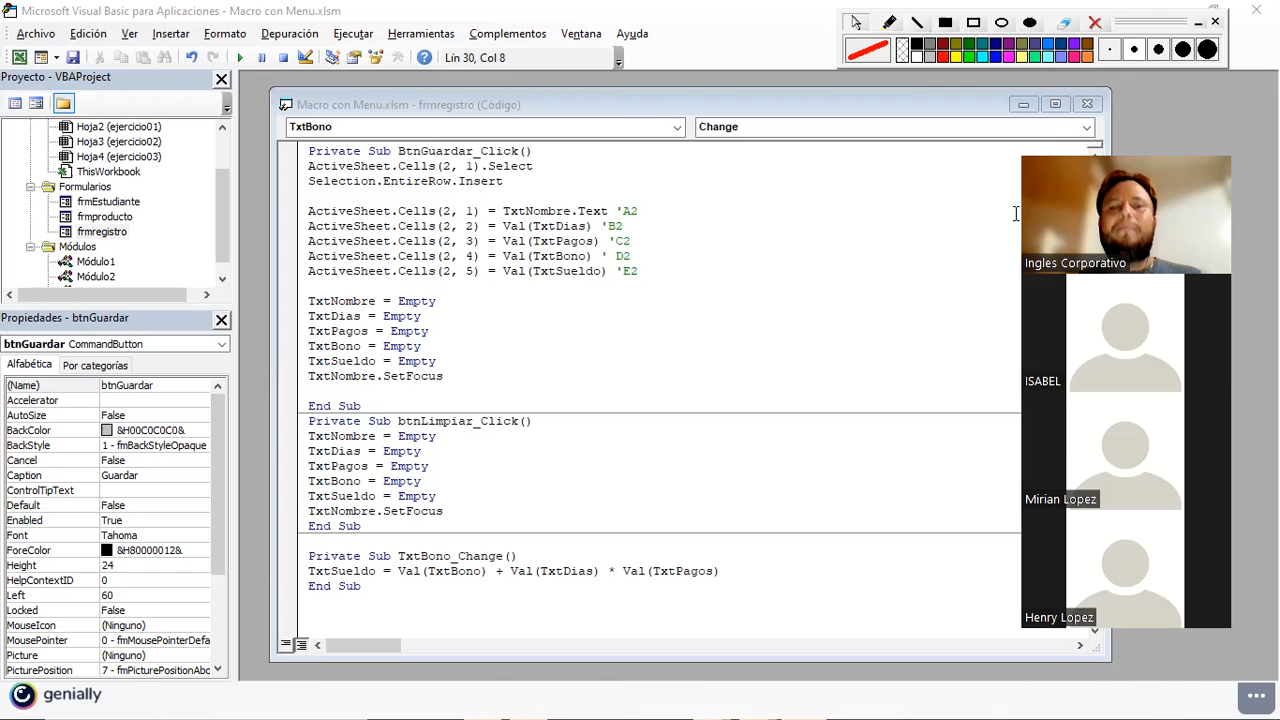 Microsoft Visual Basic para Aplicaciones - Macro con Menu.xlsm
Archivo Edición Ver Insertar Formato Depuración Ejecutar Herramientas Complementos Ventana Ayuda
Lín 30, Col 8
Proyecto - VBAProject
Hoja2 (ejercicio01)
Hoja3 (ejercicio02)
Hoja4 (ejercicio03)
ThisWorkbook
Formularios
frmEstudiante
frmproducto
frmregistro
Módulos
Módulo1
Módulo2
Propiedades - btnGuardar
btnGuardar CommandButton
Alfabética Por categorías
(Name) btnGuardar
Accelerator
AutoSize False
BackColor &H00C0C0C0&
BackStyle 1 - fmBackStyleOpaque
Cancel False
Caption Guardar
ControlTipText
Default False
Enabled True
Font Tahoma
ForeColor &H80000012&
Height 24
HelpContextID 0
Left 60
Locked False
MouseIcon (Ninguno)
MousePointer 0 - fmMousePointerDefa
Picture (Ninguno)
PicturePosition 7 - fmPicturePositionAbo
Macro con Menu.xlsm - frmregistro (Código)
TxtBono Change
Private Sub BtnGuardar_Click()
ActiveSheet.Cells(2, 1).Select
Selection.EntireRow.Insert
ActiveSheet.Cells(2, 1) = TxtNombre.Text 'A2
ActiveSheet.Cells(2, 2) = Val(TxtDias) 'B2
ActiveSheet.Cells(2, 3) = Val(TxtPagos) 'C2
ActiveSheet.Cells(2, 4) = Val(TxtBono) ' D2
ActiveSheet.Cells(2, 5) = Val(TxtSueldo) 'E2
TxtNombre = Empty
TxtDias = Empty
TxtPagos = Empty
TxtBono = Empty
TxtSueldo = Empty
TxtNombre.SetFocus
End Sub
Private Sub btnLimpiar_Click()
TxtNombre = Empty
TxtDias = Empty
TxtPagos = Empty
TxtBono = Empty
TxtSueldo = Empty
TxtNombre.SetFocus
End Sub
Private Sub TxtBono_Change()
TxtSueldo = Val(TxtBono) + Val(TxtDias) * Val(TxtPagos)
End Sub
Ingles Corporativo
ISABEL
Mirian Lopez
Henry Lopez
genially